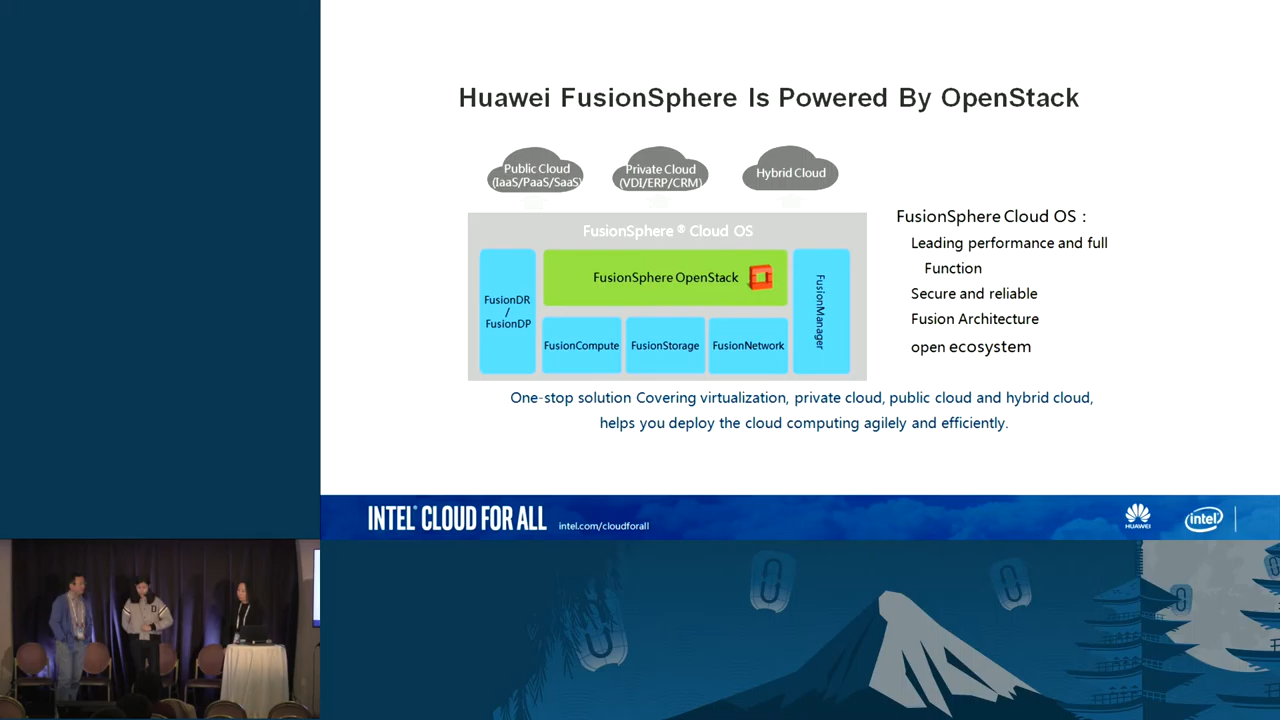 Huawei FusionSphere Is Powered By OpenStack
Public Cloud
(IaaS/PaaS/SaaS)
Private Cloud
(VDI/ERP/CRM)
Hybrid Cloud
FusionSphere ® Cloud OS
FusionDR
/
FusionDP
FusionSphere OpenStack
FusionCompute
FusionStorage
FusionNetwork
FusionManager
FusionSphere Cloud OS：
Leading performance and full
Function
Secure and reliable
Fusion Architecture
open ecosystem
One-stop solution Covering virtualization, private cloud, public cloud and hybrid cloud,
helps you deploy the cloud computing agilely and efficiently.
INTEL® CLOUD FOR ALL
intel.com/cloudforall
HUAWEI
intel